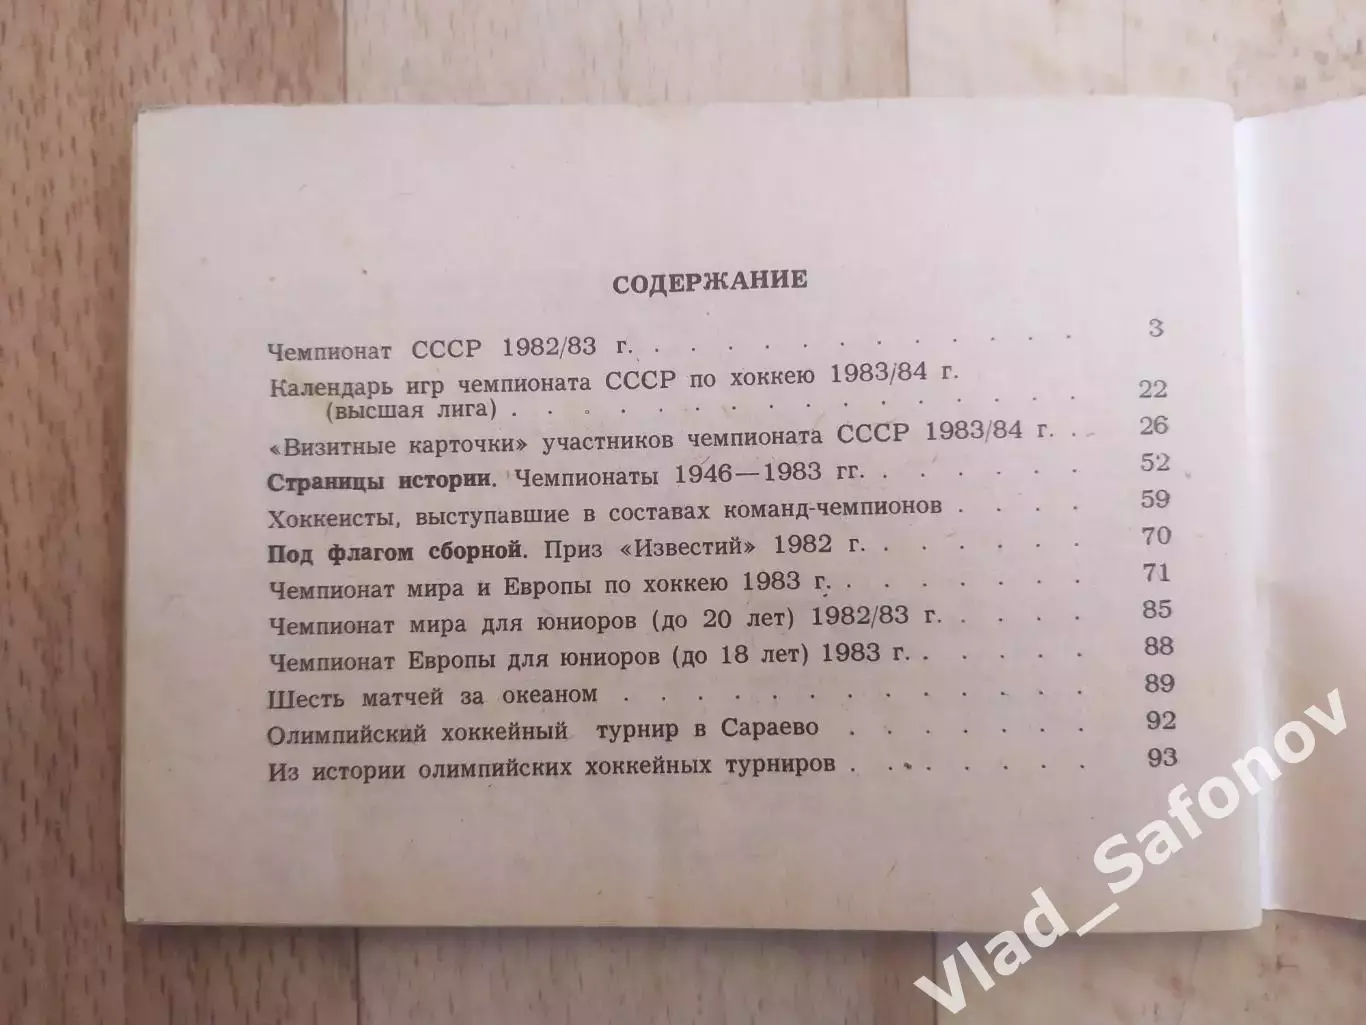 СОДЕРЖАНИЕ
Чемпионат СССР 1982/83 г. . . . . . . . . . . . . 3
Календарь игр чемпионата СССР по хоккею 1983/84 г.
(высшая лига) . . . . . . . . . . . . . . . . 22
«Визитные карточки» участников чемпионата СССР 1983/84 г. . 26
Страницы истории. Чемпионаты 1946—1983 гг. . . . . . . 52
Хоккеисты, выступавшие в составах команд-чемпионов . . . . 59
Под флагом сборной. Приз «Известий» 1982 г. . . . . . . 70
Чемпионат мира и Европы по хоккею 1983 г. . . . . . . . 71
Чемпионат мира для юниоров (до 20 лет) 1982/83 г. . . . . 85
Чемпионат Европы для юниоров (до 18 лет) 1983 г. . . . . . 88
Шесть матчей за океаном . . . . . . . . . . . . . 89
Олимпийский хоккейный турнир в Сараево . . . . . . . 92
Из истории олимпийских хоккейных турниров . . . . . . . 93
Vlad_Safonov